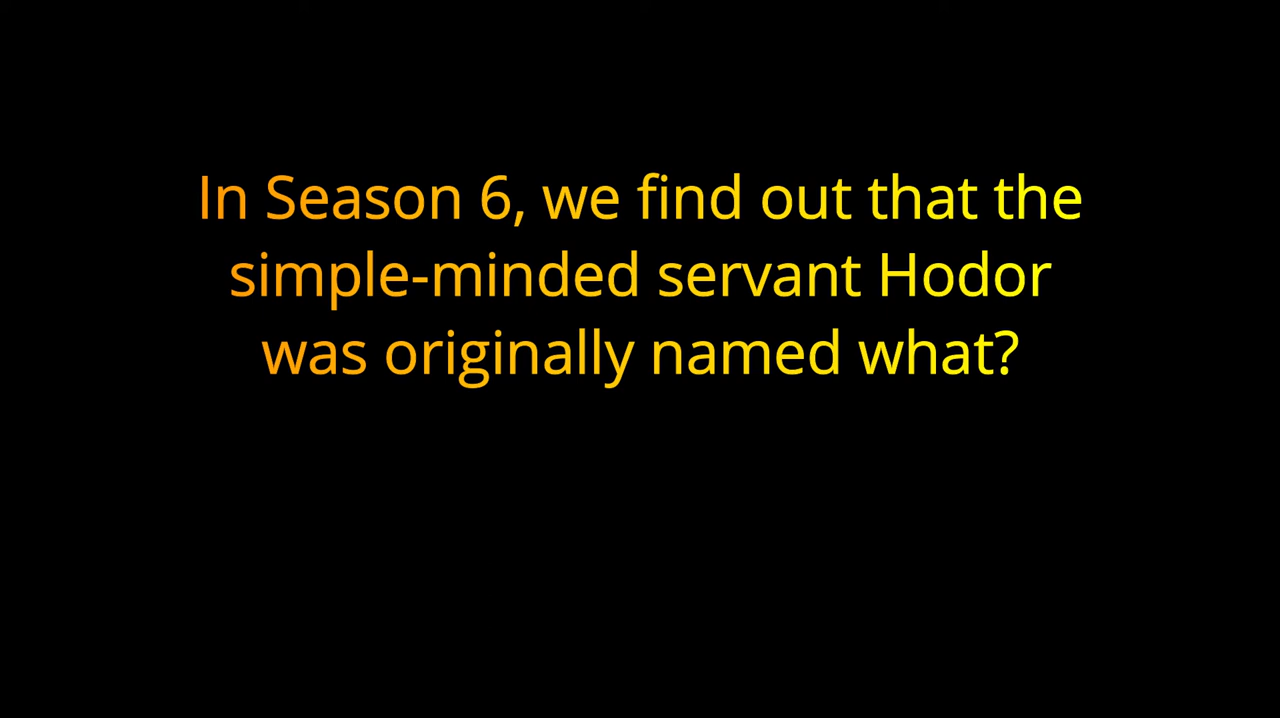 In Season 6, we find out that the
simple-minded servant Hodor
was originally named what?